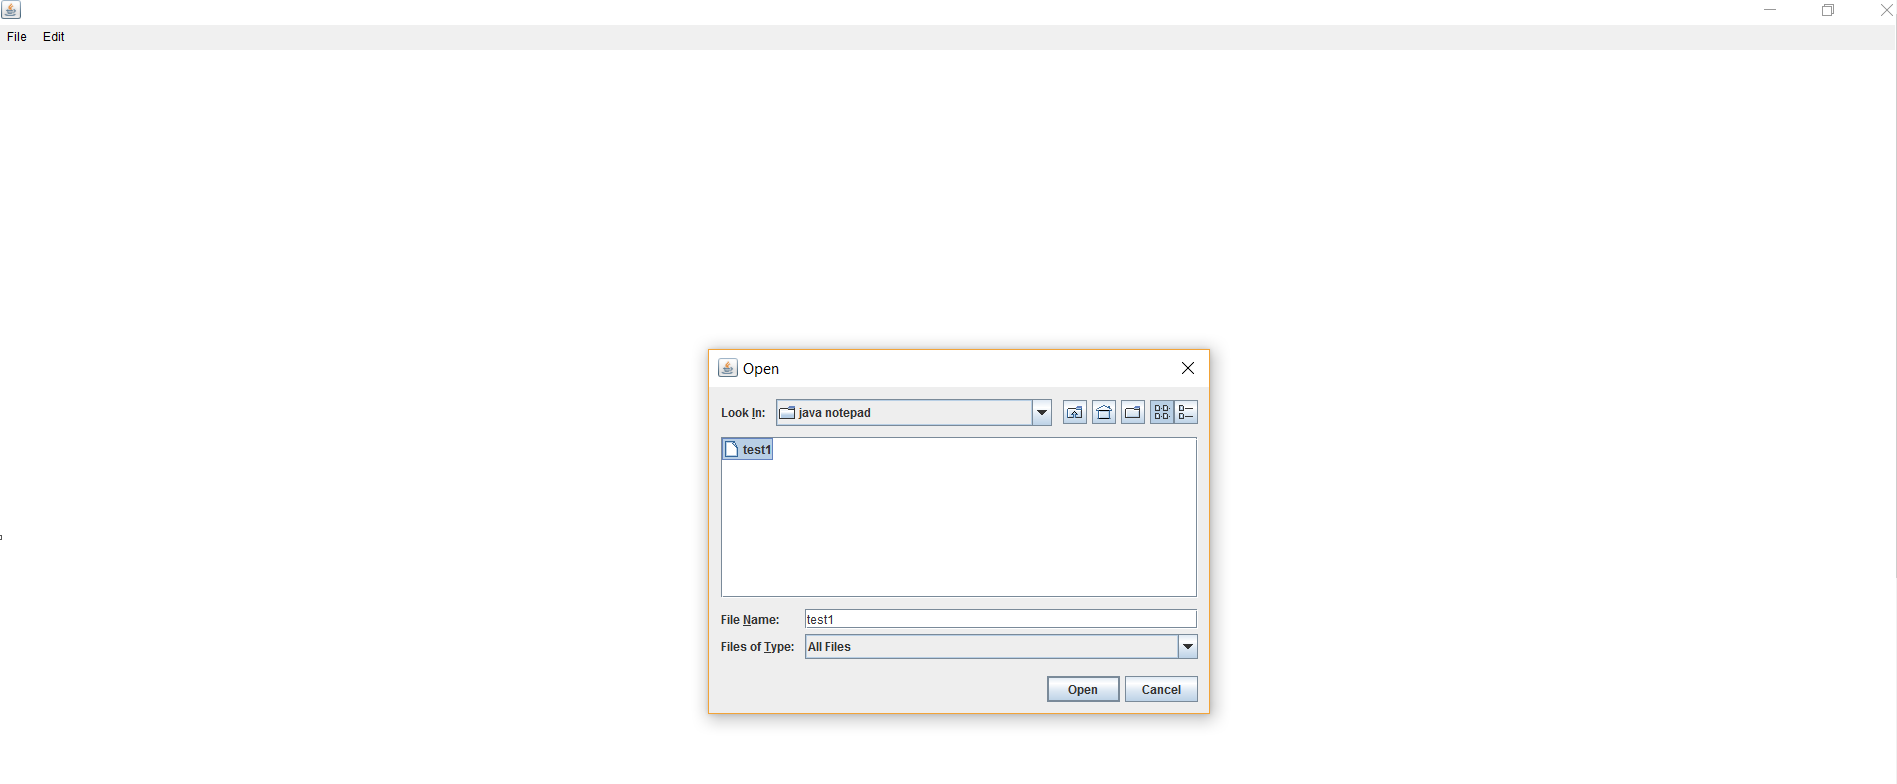 File Edit
Open
Look In: java notepad
test1
File Name: test1
Files of Type: All Files
Open Cancel